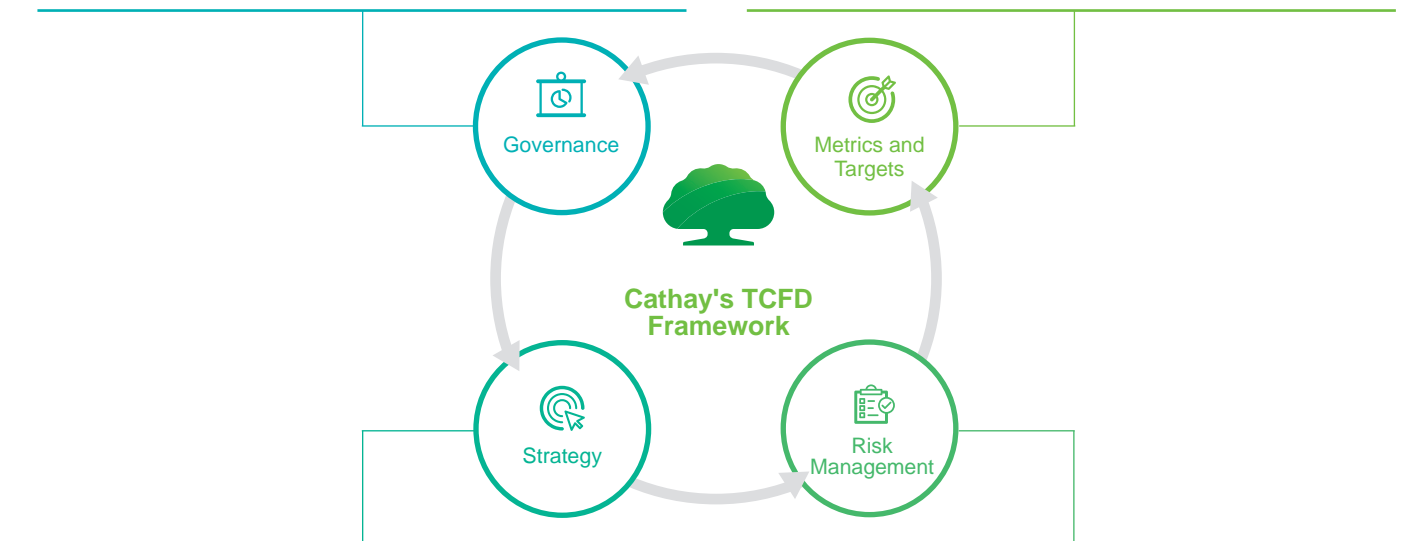 Governance
Metrics and
Targets
Cathay's TCFD
Framework
Strategy
Risk
Management